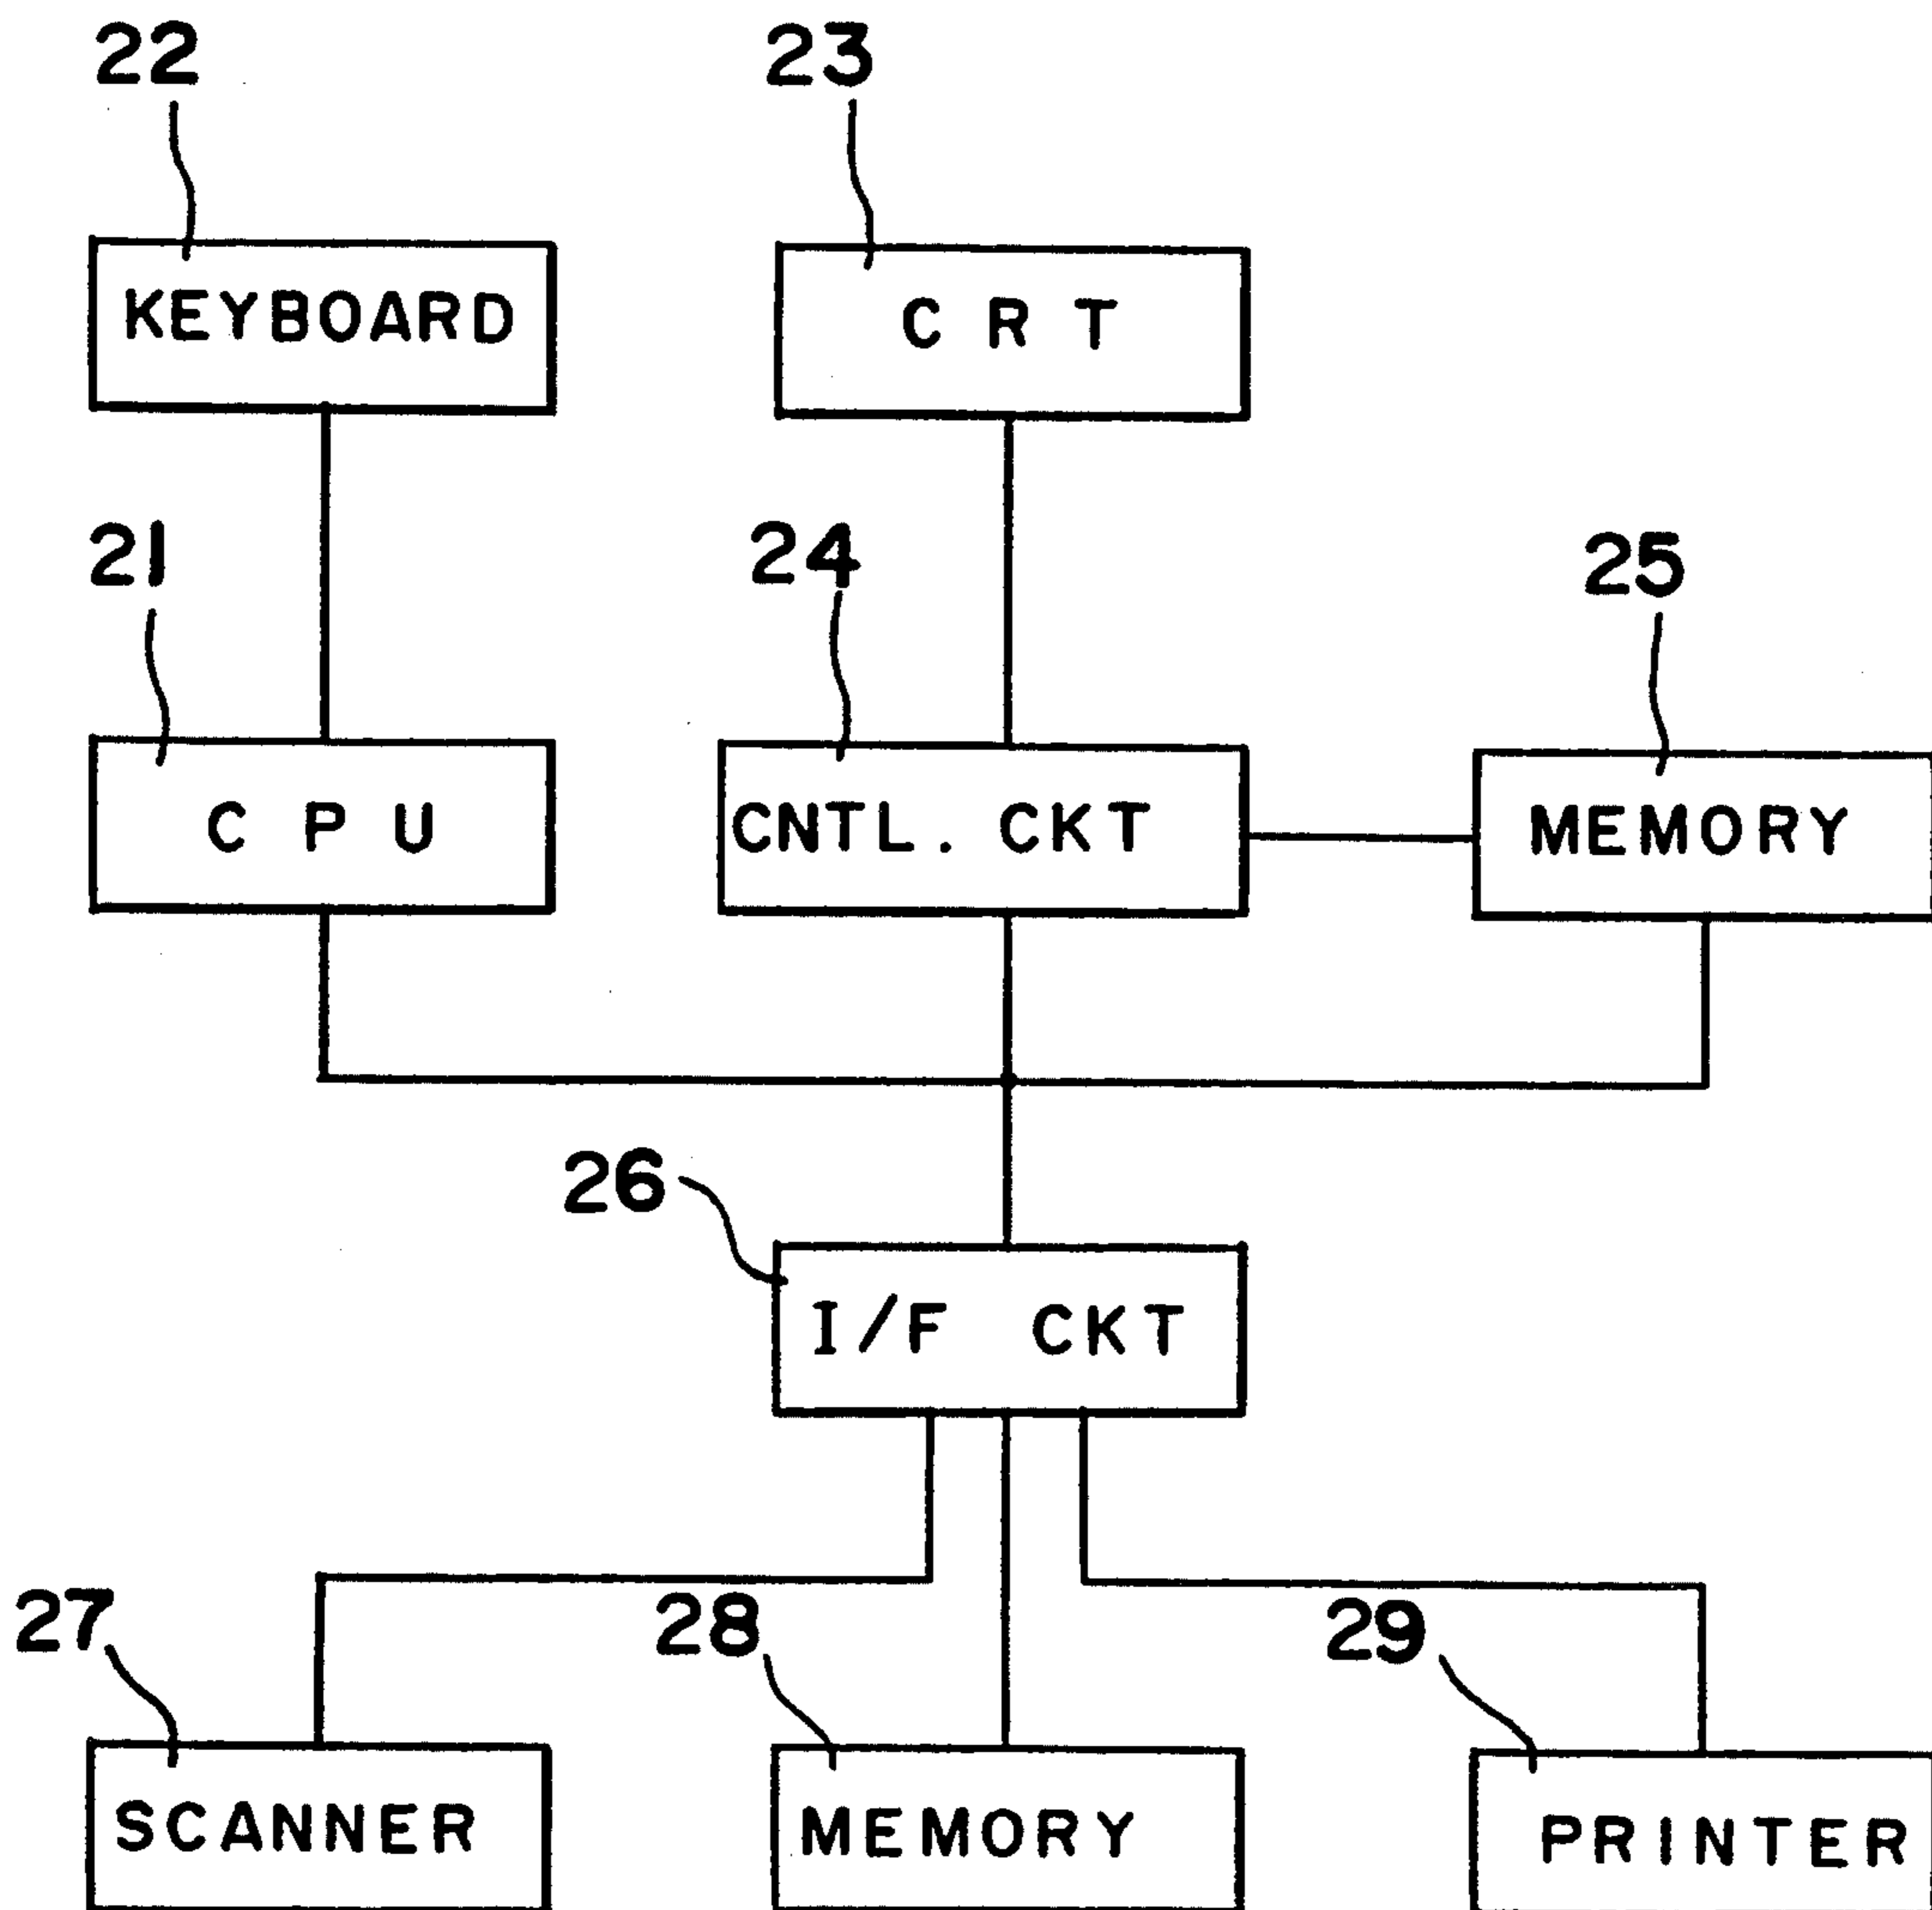 22
23
KEYBOARD
C R T
21
24
25
C P U
CNTL. CKT
MEMORY
26
I/F CKT
27
28
29
SCANNER
MEMORY
PRINTER